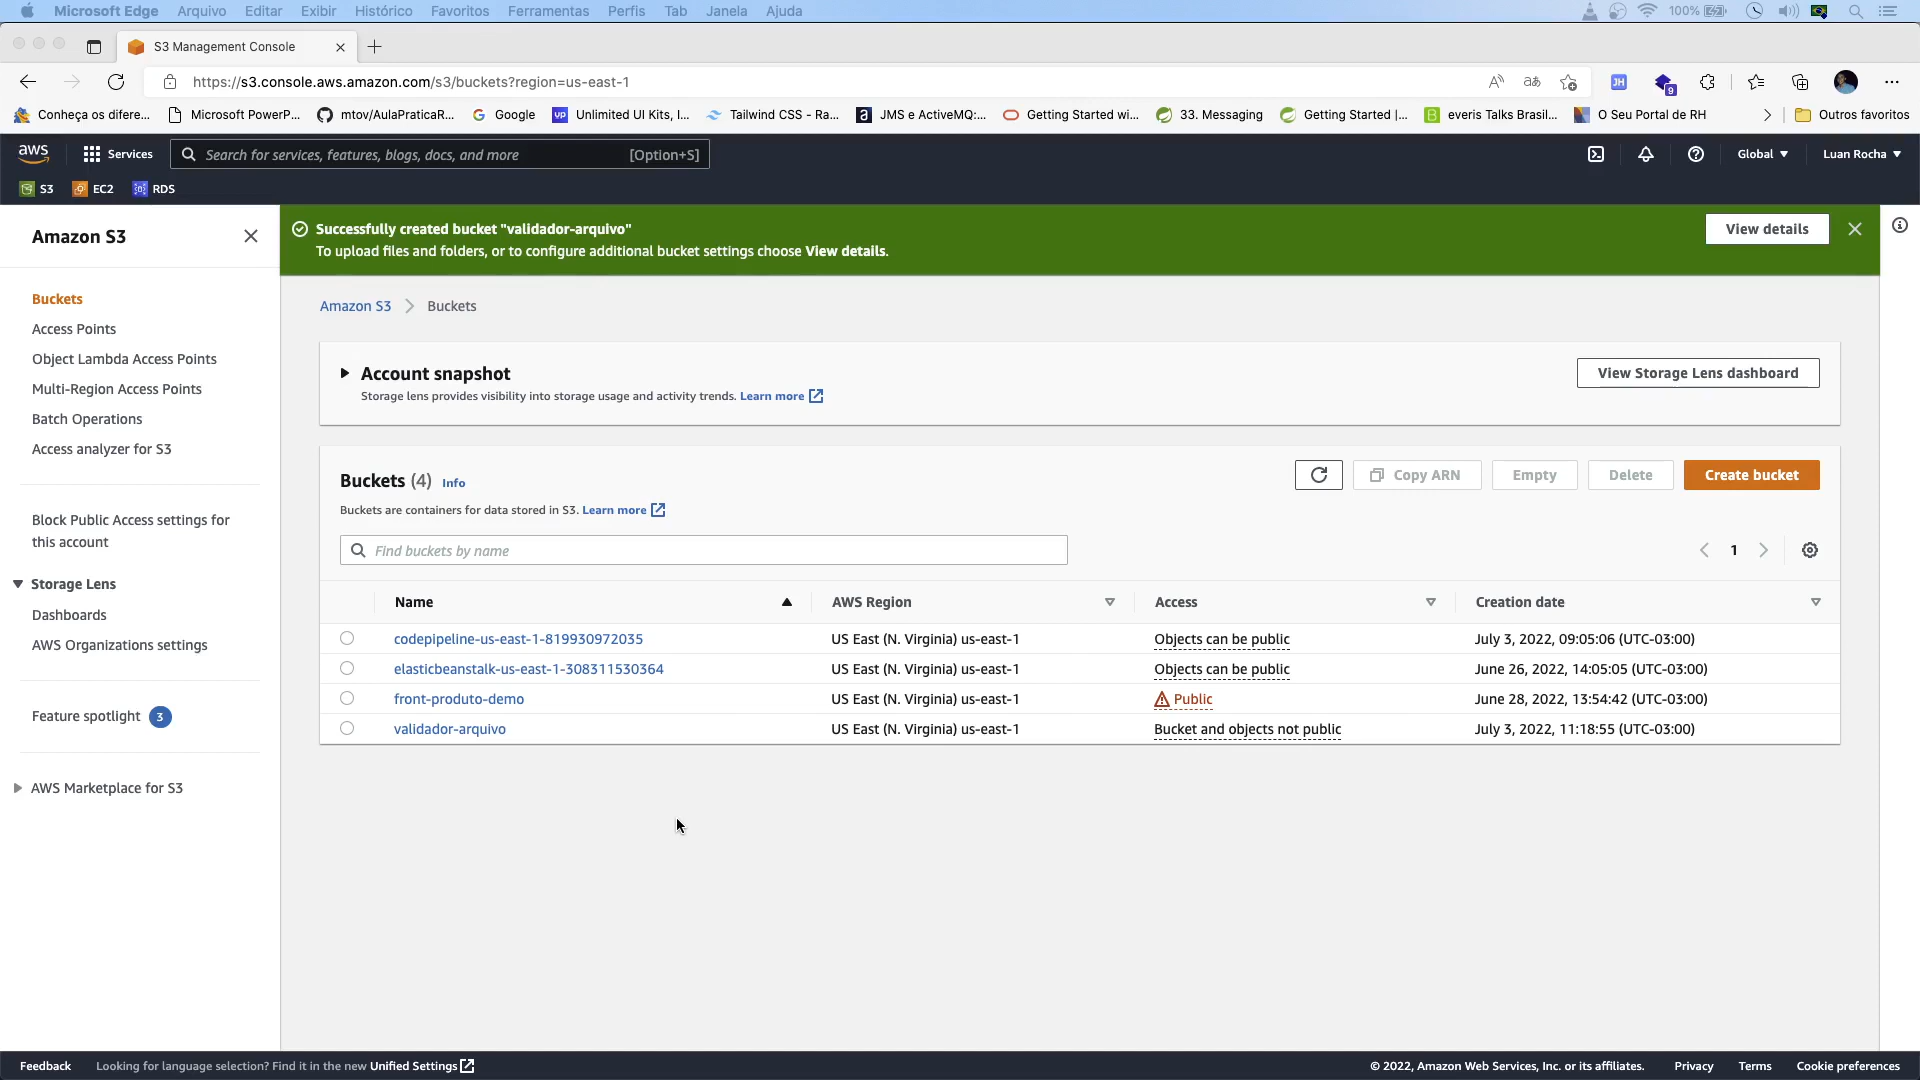 Microsoft Edge Arquivo Editar Exibir Histórico Favoritos Ferramentas Perfis Tab Janela Ajuda 100%
S3 Management Console
https://s3.console.aws.amazon.com/s3/buckets?region=us-east-1
JH 9
Conheça os difere... Microsoft PowerP... mtov/AulaPraticaR... Google Unlimited UI Kits, I... Tailwind CSS - Ra... JMS e ActiveMQ:... Getting Started wi... 33. Messaging Getting Started |... everis Talks Brasil... O Seu Portal de RH Outros favoritos
aws Services Search for services, features, blogs, docs, and more [Option+S] Global Luan Rocha
S3 EC2 RDS
Amazon S3
Buckets
Access Points
Object Lambda Access Points
Multi-Region Access Points
Batch Operations
Access analyzer for S3
Block Public Access settings for
this account
Storage Lens
Dashboards
AWS Organizations settings
Feature spotlight 3
AWS Marketplace for S3
Successfully created bucket "validador-arquivo"
To upload files and folders, or to configure additional bucket settings choose View details.
View details
Amazon S3 Buckets
Account snapshot
Storage lens provides visibility into storage usage and activity trends. Learn more
View Storage Lens dashboard
Buckets (4) Info
Buckets are containers for data stored in S3. Learn more
Copy ARN Empty Delete Create bucket
Find buckets by name
1
Name AWS Region Access Creation date
codepipeline-us-east-1-819930972035 US East (N. Virginia) us-east-1 Objects can be public July 3, 2022, 09:05:06 (UTC-03:00)
elasticbeanstalk-us-east-1-308311530364 US East (N. Virginia) us-east-1 Objects can be public June 26, 2022, 14:05:05 (UTC-03:00)
front-produto-demo US East (N. Virginia) us-east-1 Public June 28, 2022, 13:54:42 (UTC-03:00)
validador-arquivo US East (N. Virginia) us-east-1 Bucket and objects not public July 3, 2022, 11:18:55 (UTC-03:00)
Feedback Looking for language selection? Find it in the new Unified Settings © 2022, Amazon Web Services, Inc. or its affiliates. Privacy Terms Cookie preferences